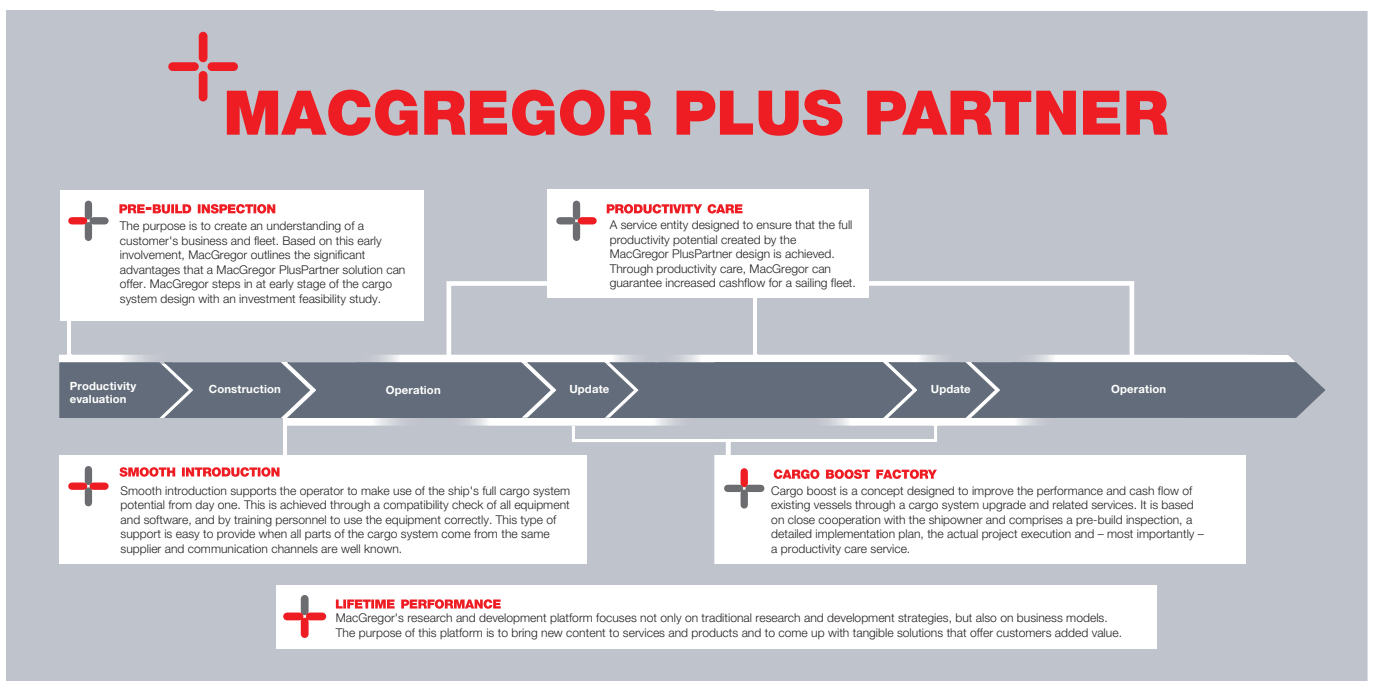 MACGREGOR PLUS PARTNER
PRE-BUILD INSPECTION
The purpose is to create an understanding of a
customer's business and fleet. Based on this early
involvement, MacGregor outlines the significant
advantages that a MacGregor PlusPartner solution can
offer. MacGregor steps in at early stage of the cargo
system design with an investment feasibility study.
PRODUCTIVITY CARE
A service entity designed to ensure that the full
productivity potential created by the
MacGregor PlusPartner design is achieved.
Through productivity care, MacGregor can
guarantee increased cashflow for a sailing fleet.
Productivity
evaluation
Construction
Operation
Update
Update
Operation
SMOOTH INTRODUCTION
Smooth introduction supports the operator to make use of the ship's full cargo system
potential from day one. This is achieved through a compatibility check of all equipment
and software, and by training personnel to use the equipment correctly. This type of
support is easy to provide when all parts of the cargo system come from the same
supplier and communication channels are well known.
CARGO BOOST FACTORY
Cargo boost is a concept designed to improve the performance and cash flow of
existing vessels through a cargo system upgrade and related services. It is based
on close cooperation with the shipowner and comprises a pre-build inspection, a
detailed implementation plan, the actual project execution and – most importantly –
a productivity care service.
LIFETIME PERFORMANCE
MacGregor's research and development platform focuses not only on traditional research and development strategies, but also on business models.
The purpose of this platform is to bring new content to services and products and to come up with tangible solutions that offer customers added value.